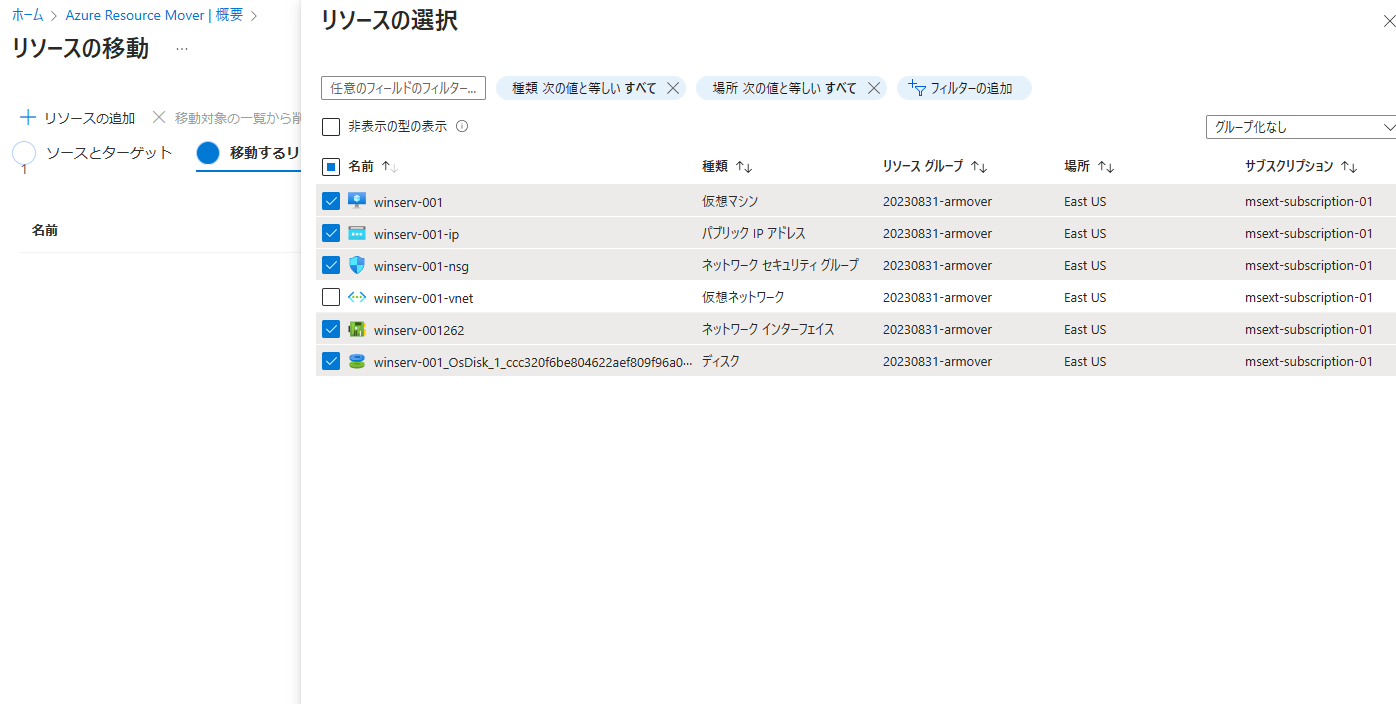 ホーム > Azure Resource Mover | 概要 >
リソースの移動 …
＋ リソースの追加 × 移動対象の一覧から削
1 ソースとターゲット 移動するリ
名前
リソースの選択 ×
任意のフィールドのフィルター... 種類 次の値と等しい すべて × 場所 次の値と等しい すべて × フィルターの追加
非表示の型の表示
グループ化なし
名前 ↑↓ 種類 ↑↓ リソース グループ ↑↓ 場所 ↑↓ サブスクリプション ↑↓
winserv-001 仮想マシン 20230831-armover East US msext-subscription-01
winserv-001-ip パブリック IP アドレス 20230831-armover East US msext-subscription-01
winserv-001-nsg ネットワーク セキュリティ グループ 20230831-armover East US msext-subscription-01
winserv-001-vnet 仮想ネットワーク 20230831-armover East US msext-subscription-01
winserv-001262 ネットワーク インターフェイス 20230831-armover East US msext-subscription-01
winserv-001_OsDisk_1_ccc320f6be804622aef809f96a0... ディスク 20230831-armover East US msext-subscription-01